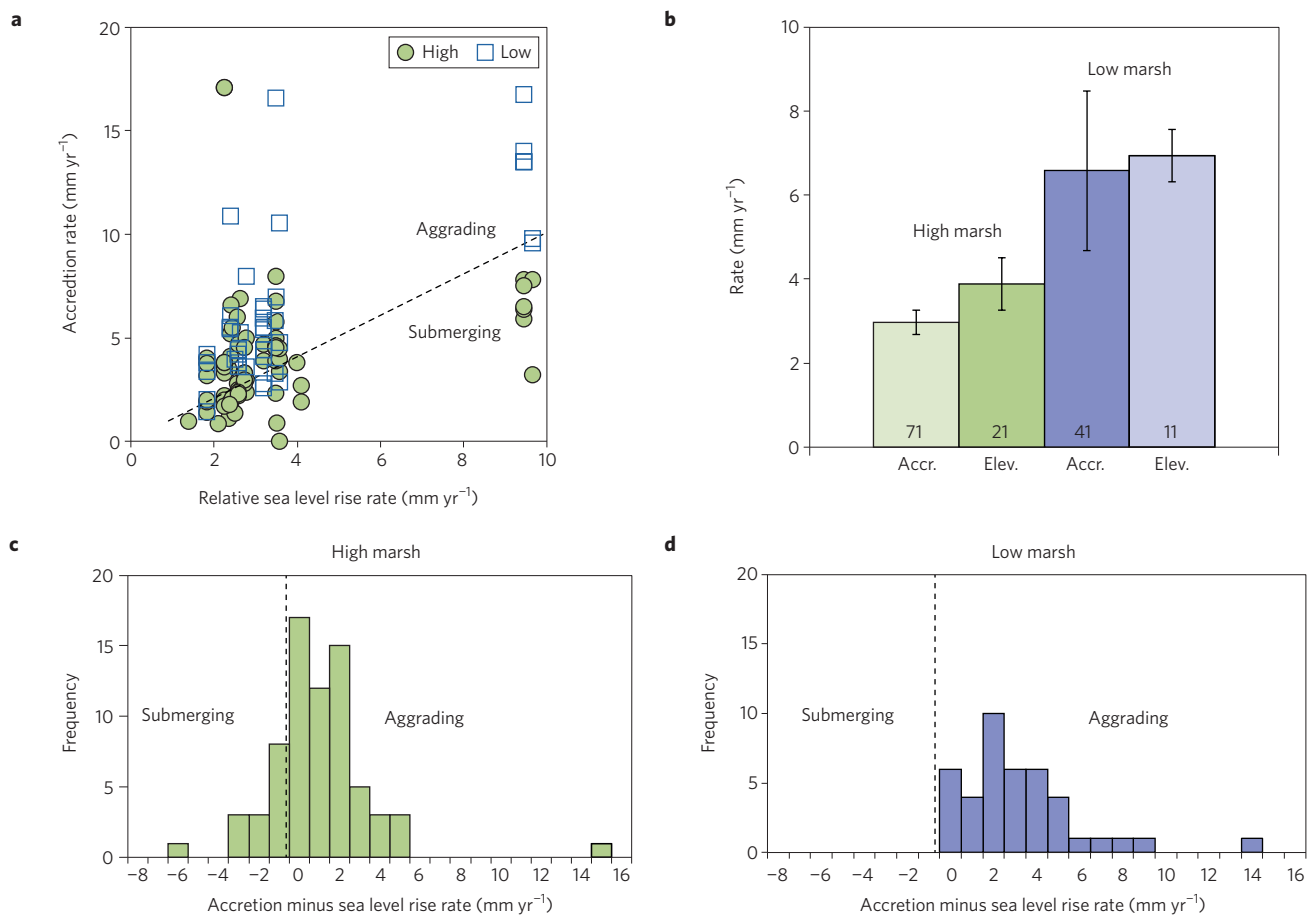 a
20
15
10
5
0
Accredtion rate (mm yr⁻¹)
High Low
Aggrading
Submerging
0 2 4 6 8 10
Relative sea level rise rate (mm yr⁻¹)
b
10
8
6
4
2
0
Rate (mm yr⁻¹)
Low marsh
High marsh
71 21 41 11
Accr. Elev. Accr. Elev.
c
High marsh
20
15
10
5
0
Frequency
Submerging
Aggrading
−8 −6 −4 −2 0 2 4 6 8 10 12 14 16
Accretion minus sea level rise rate (mm yr⁻¹)
d
Low marsh
20
15
10
5
0
Frequency
Submerging
Aggrading
−8 −6 −4 −2 0 2 4 6 8 10 12 14 16
Accretion minus sea level rise rate (mm yr⁻¹)